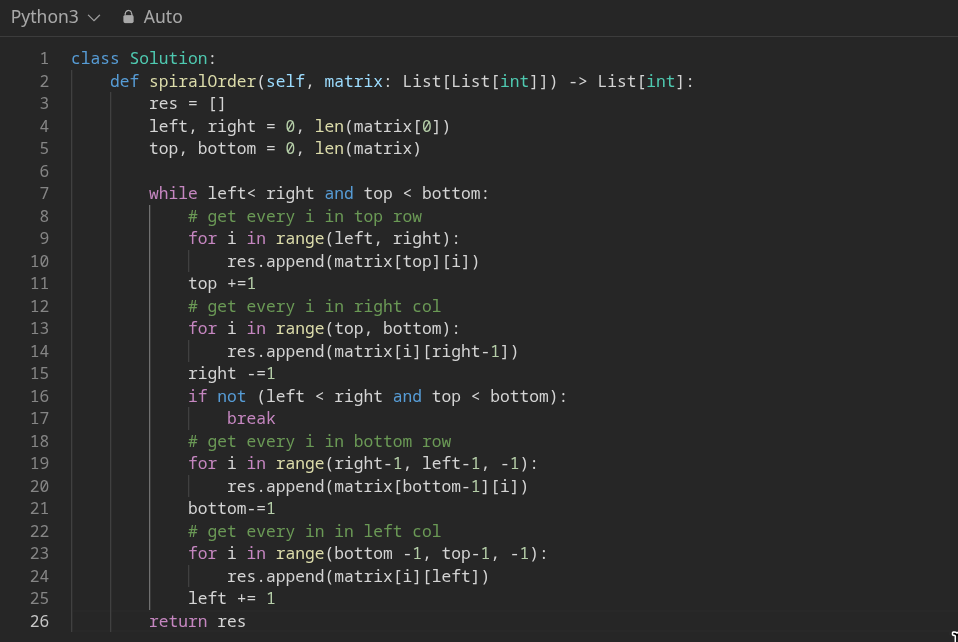 Python3 Auto
1 class Solution:
2     def spiralOrder(self, matrix: List[List[int]]) -> List[int]:
3         res = []
4         left, right = 0, len(matrix[0])
5         top, bottom = 0, len(matrix)
6
7         while left< right and top < bottom:
8             # get every i in top row
9             for i in range(left, right):
10                 res.append(matrix[top][i])
11             top +=1
12             # get every i in right col
13             for i in range(top, bottom):
14                 res.append(matrix[i][right-1])
15             right -=1
16             if not (left < right and top < bottom):
17                 break
18             # get every i in bottom row
19             for i in range(right-1, left-1, -1):
20                 res.append(matrix[bottom-1][i])
21             bottom-=1
22             # get every in in left col
23             for i in range(bottom -1, top-1, -1):
24                 res.append(matrix[i][left])
25             left += 1
26         return res